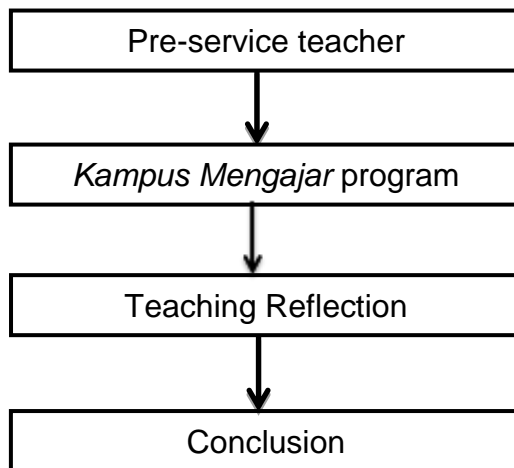 Pre-service teacher
Kampus Mengajar program
Teaching Reflection
Conclusion